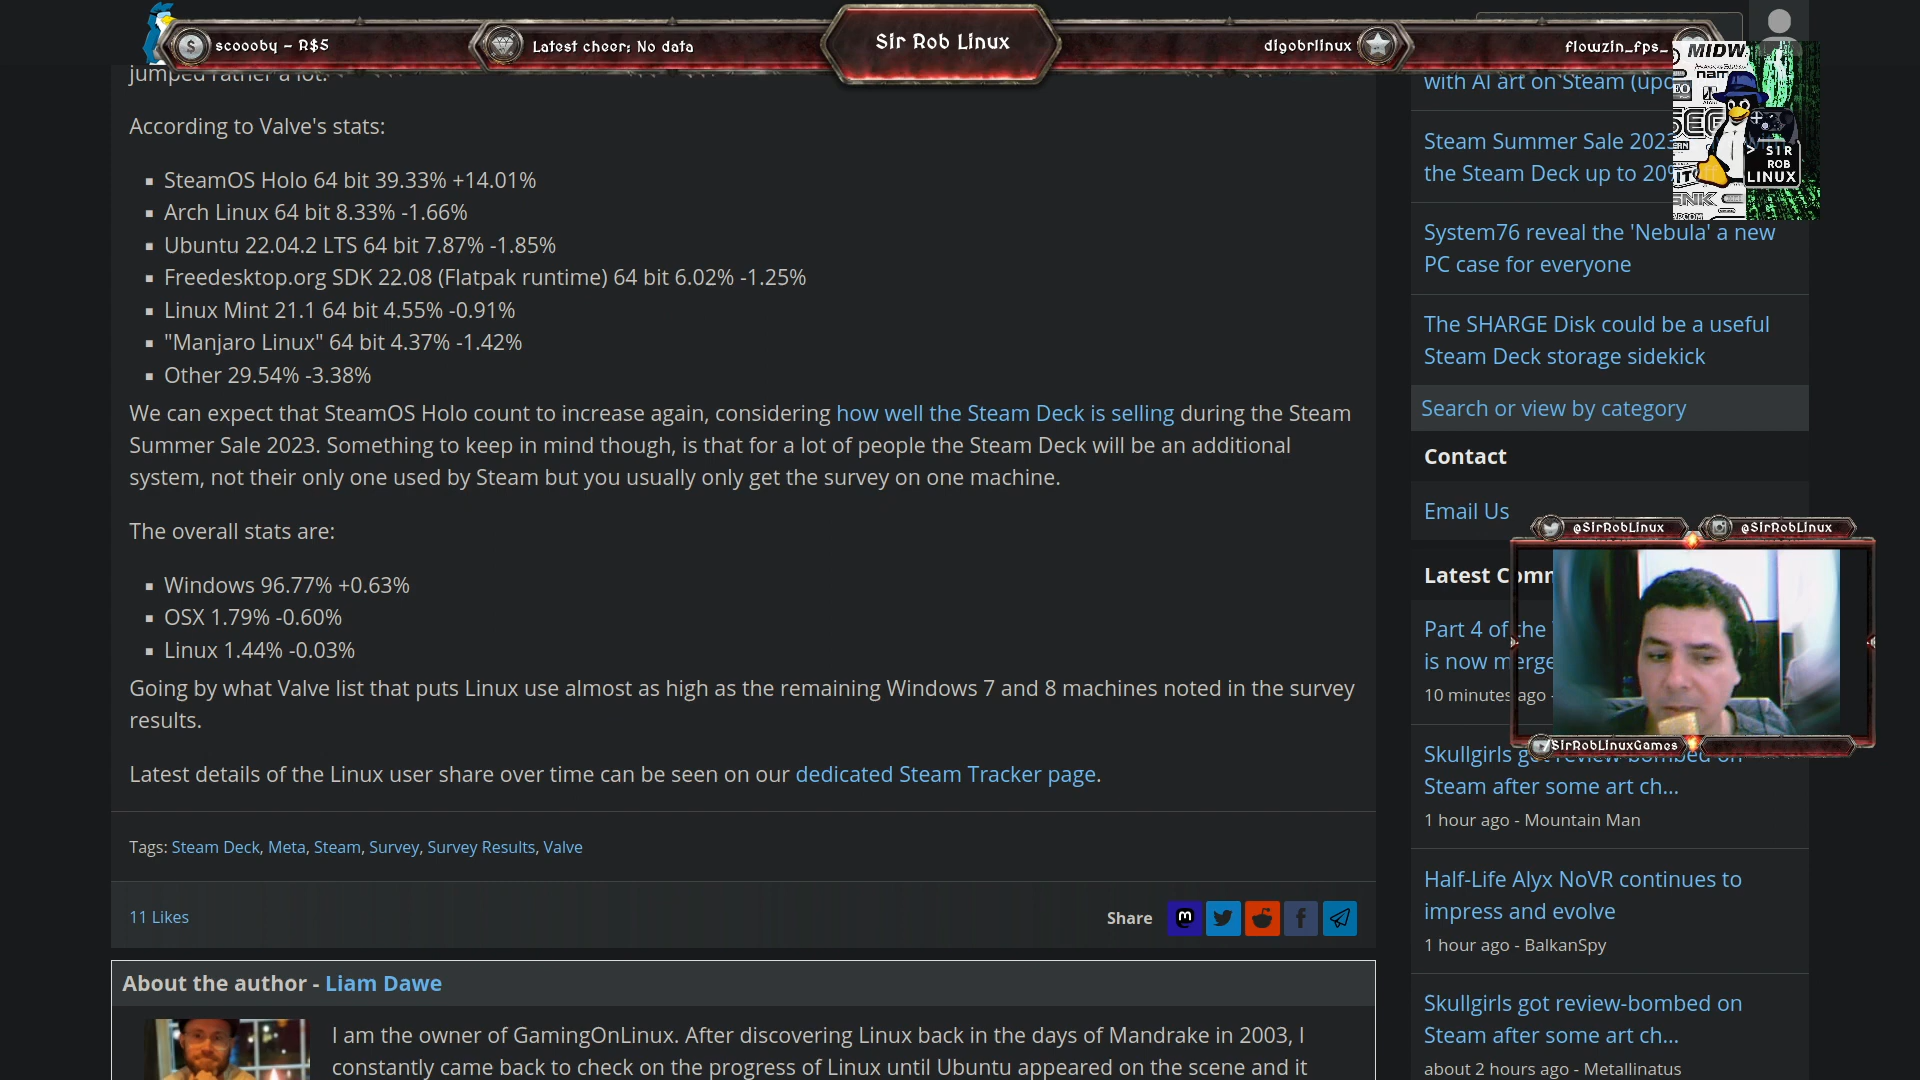 scoooby - R$5
Latest cheer: No data
Sir Rob Linux
digobrlinux
flowzin_fps_
jumped rather a lot.
According to Valve's stats:
SteamOS Holo 64 bit 39.33% +14.01%
Arch Linux 64 bit 8.33% -1.66%
Ubuntu 22.04.2 LTS 64 bit 7.87% -1.85%
Freedesktop.org SDK 22.08 (Flatpak runtime) 64 bit 6.02% -1.25%
Linux Mint 21.1 64 bit 4.55% -0.91%
"Manjaro Linux" 64 bit 4.37% -1.42%
Other 29.54% -3.38%
We can expect that SteamOS Holo count to increase again, considering how well the Steam Deck is selling during the Steam
Summer Sale 2023. Something to keep in mind though, is that for a lot of people the Steam Deck will be an additional
system, not their only one used by Steam but you usually only get the survey on one machine.
The overall stats are:
Windows 96.77% +0.63%
OSX 1.79% -0.60%
Linux 1.44% -0.03%
Going by what Valve list that puts Linux use almost as high as the remaining Windows 7 and 8 machines noted in the survey
results.
Latest details of the Linux user share over time can be seen on our dedicated Steam Tracker page.
Tags: Steam Deck, Meta, Steam, Survey, Survey Results, Valve
11 Likes
Share
About the author - Liam Dawe
I am the owner of GamingOnLinux. After discovering Linux back in the days of Mandrake in 2003, I
constantly came back to check on the progress of Linux until Ubuntu appeared on the scene and it
with AI art on Steam (upd
Steam Summer Sale 2023
the Steam Deck up to 20%
MIDW
> SIR
ROB
LINUX
System76 reveal the 'Nebula' a new
PC case for everyone
The SHARGE Disk could be a useful
Steam Deck storage sidekick
Search or view by category
Contact
Email Us
@SirRobLinux
@SirRobLinux
Latest Comm
Part 4 of the
is now merge
10 minutes ago -
SirRobLinuxGames
Skullgirls got review-bombed on
Steam after some art ch...
1 hour ago - Mountain Man
Half-Life Alyx NoVR continues to
impress and evolve
1 hour ago - BalkanSpy
Skullgirls got review-bombed on
Steam after some art ch...
about 2 hours ago - Metallinatus